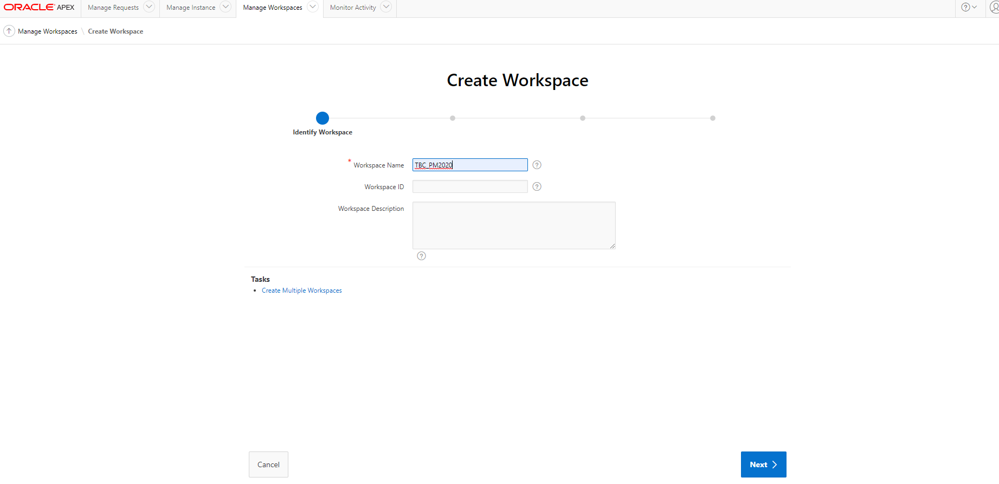 ORACLE APEX Manage Requests Manage Instance Manage Workspaces Monitor Activity ?
Manage Workspaces \ Create Workspace
Create Workspace
Identify Workspace
* Workspace Name TBC_PM2020 ?
Workspace ID ?
Workspace Description
?
Tasks
• Create Multiple Workspaces
Cancel Next